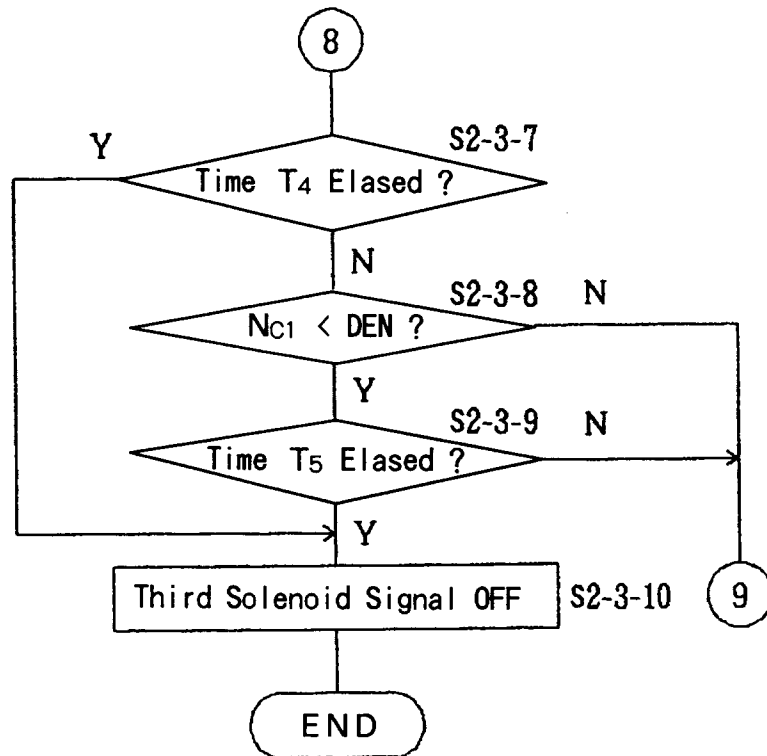 8
S2-3-7
Y
Time T4 Elased ?
N
S2-3-8 N
NC1 < DEN ?
Y
S2-3-9 N
Time T5 Elased ?
Y
Third Solenoid Signal OFF S2-3-10 9
END